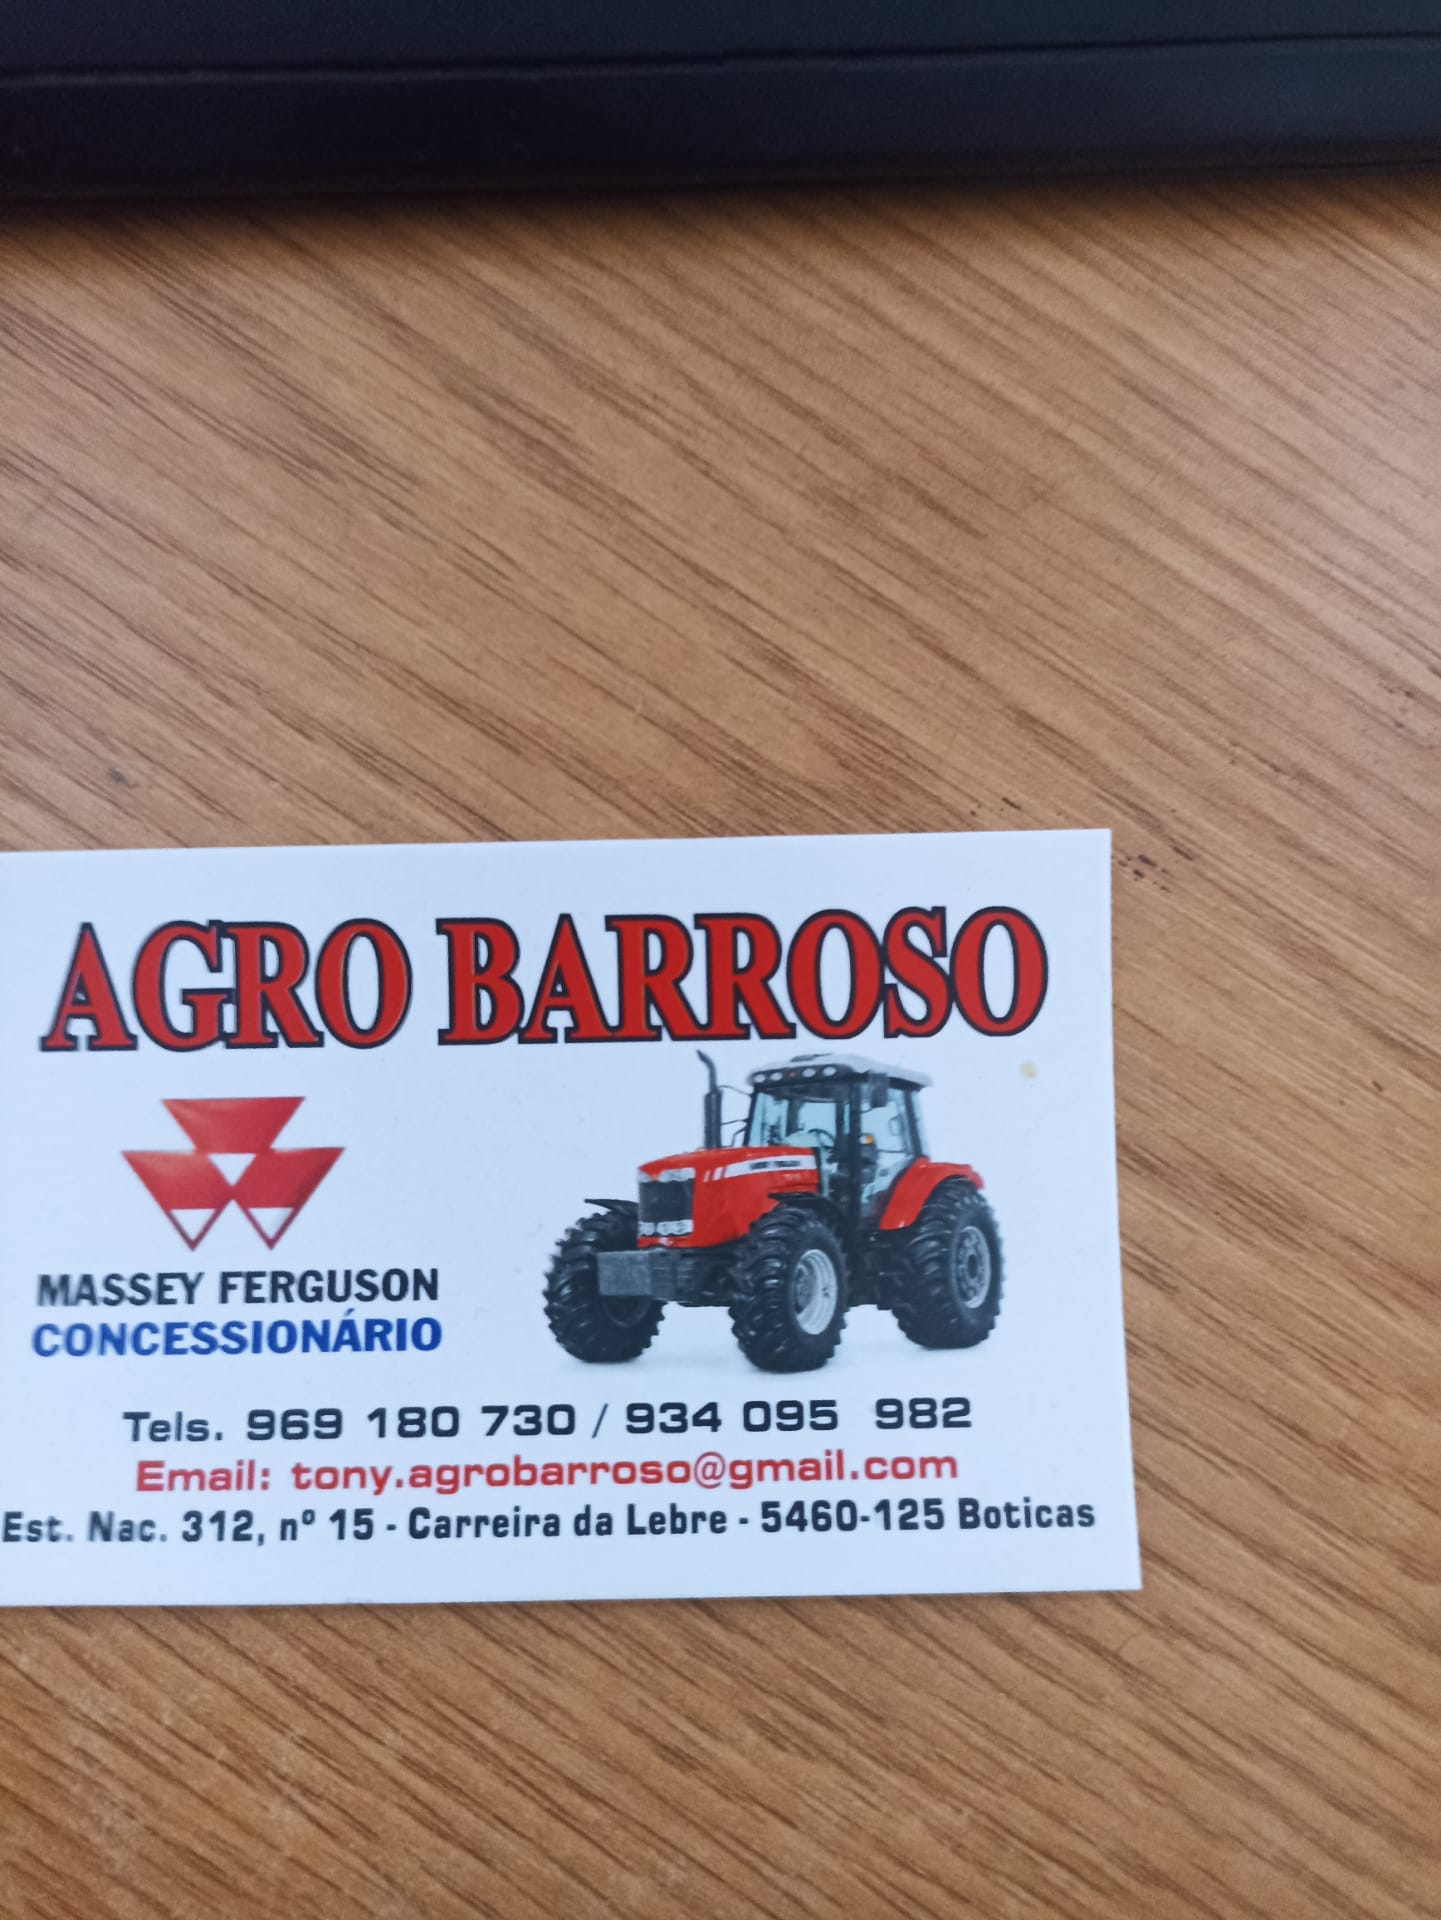 AGRO BARROSO
MASSEY FERGUSON
CONCESSIONÁRIO
Tels. 969 180 730 / 934 095 982
Email: tony.agrobarroso@gmail.com
Est. Nac. 312, nº 15 - Carreira da Lebre - 5460-125 Boticas